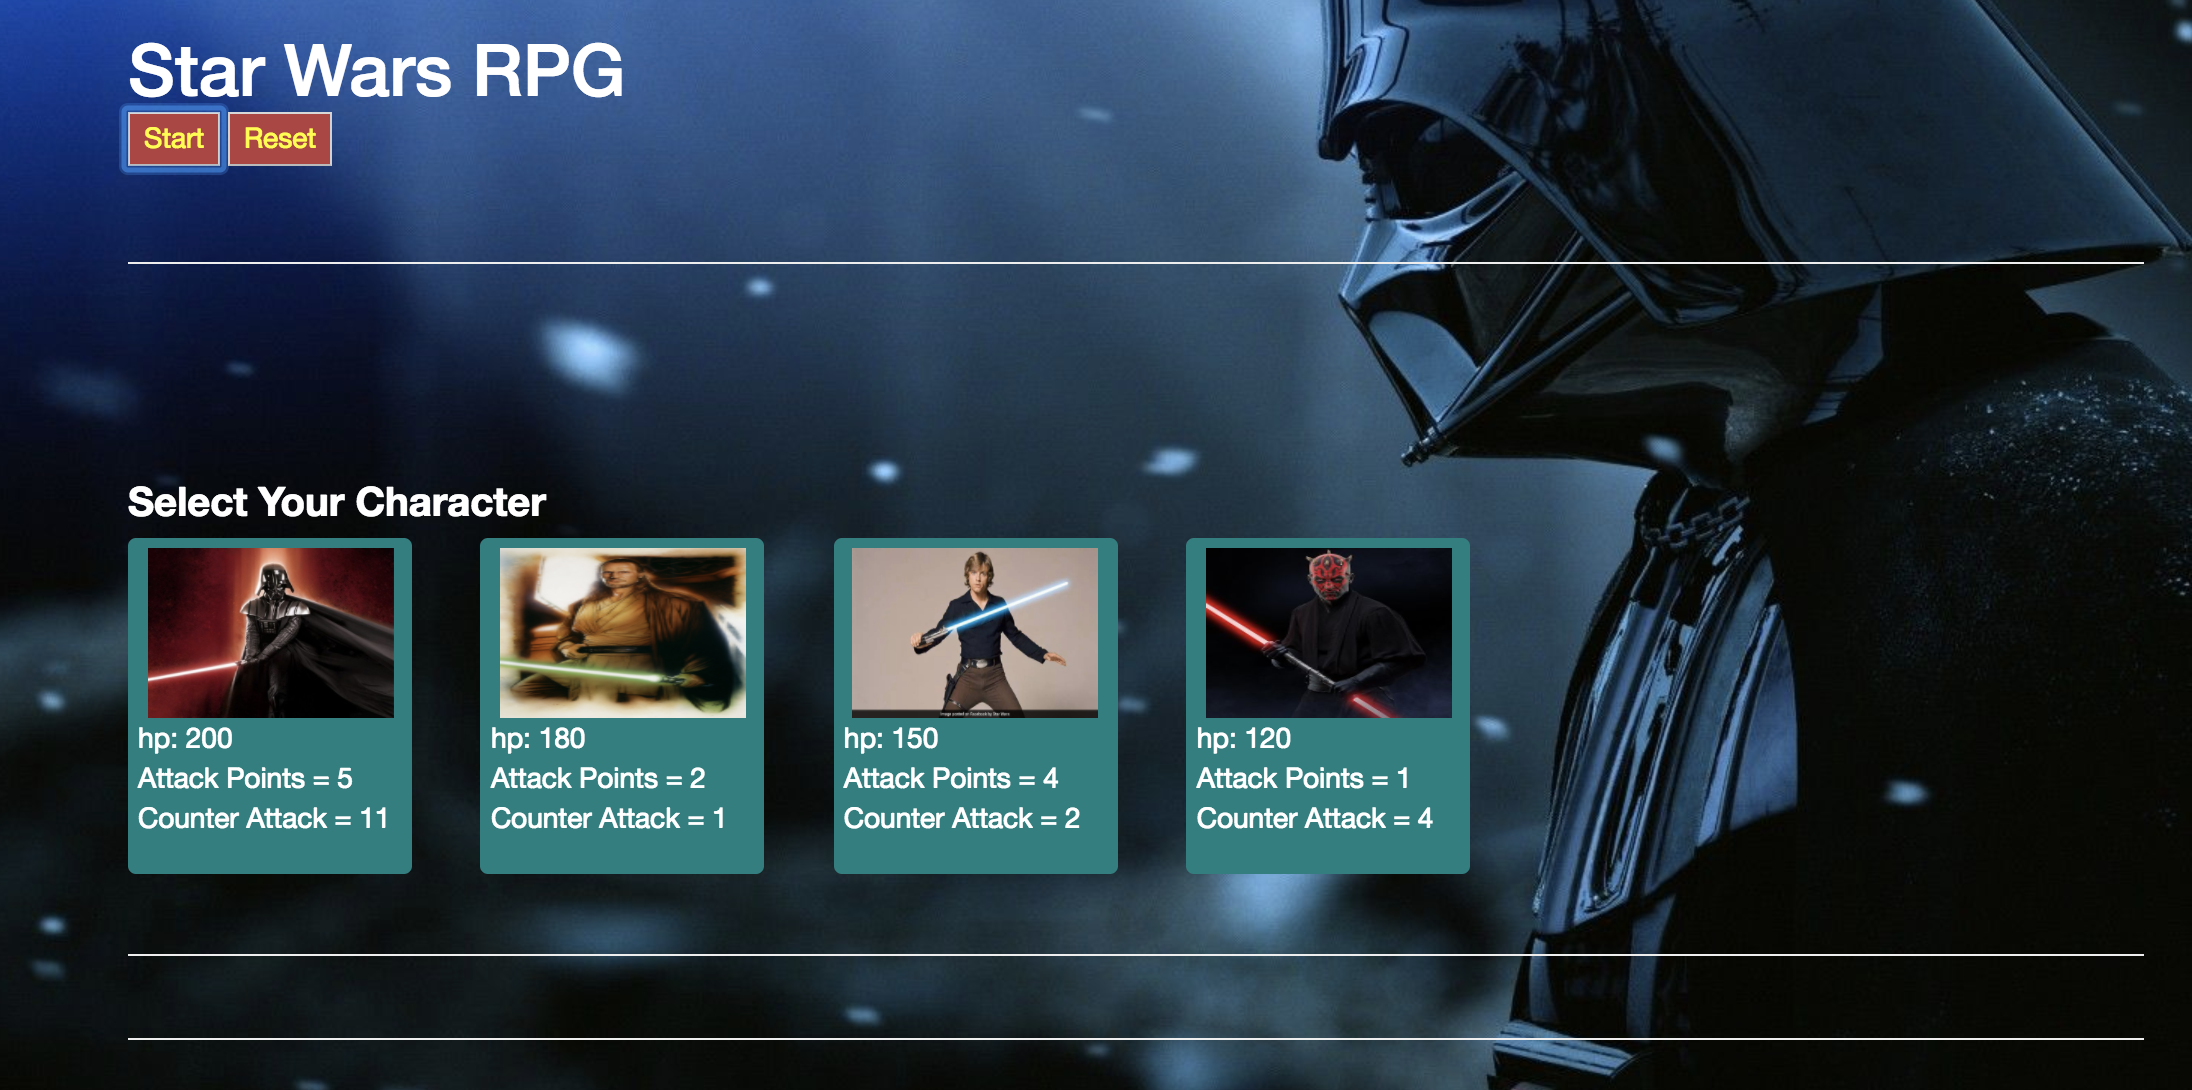 Star Wars RPG
Start Reset
Select Your Character
hp: 200
Attack Points = 5
Counter Attack = 11
hp: 180
Attack Points = 2
Counter Attack = 1
hp: 150
Attack Points = 4
Counter Attack = 2
hp: 120
Attack Points = 1
Counter Attack = 4